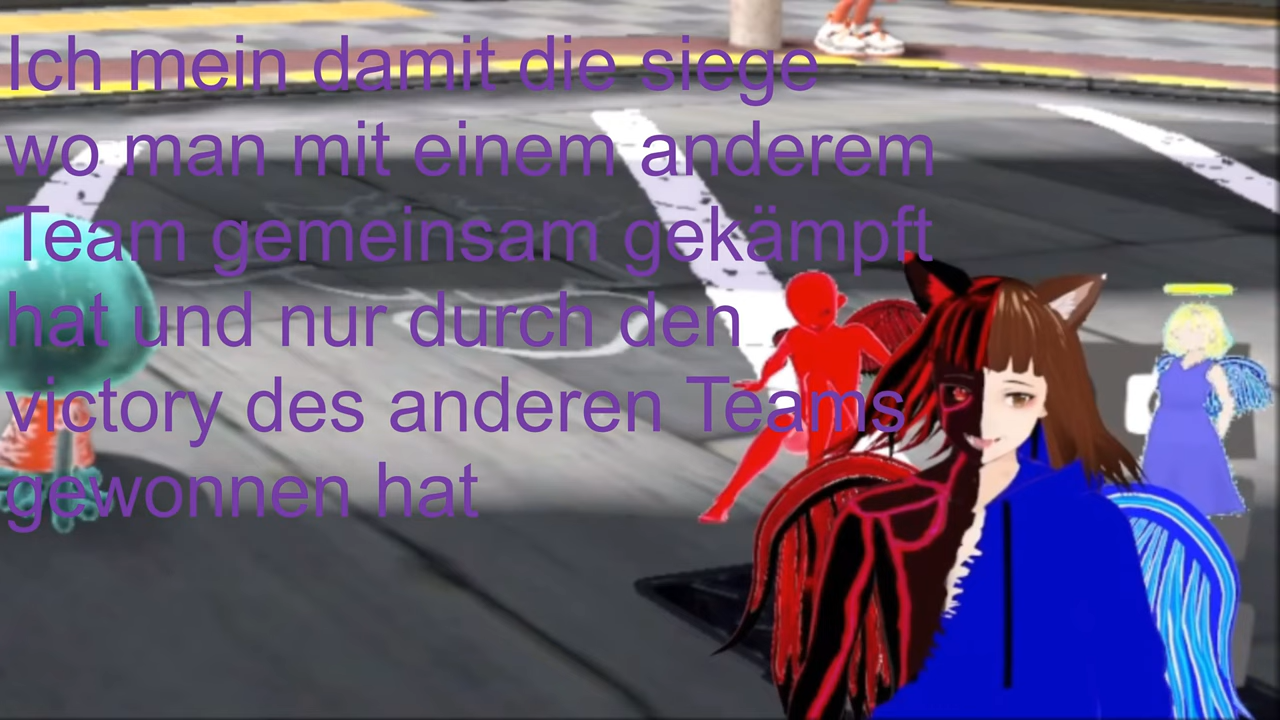 Ich mein damit die siege
wo man mit einem anderem
Team gemeinsam gekämpft
hat und nur durch den
victory des anderen Teams
gewonnen hat